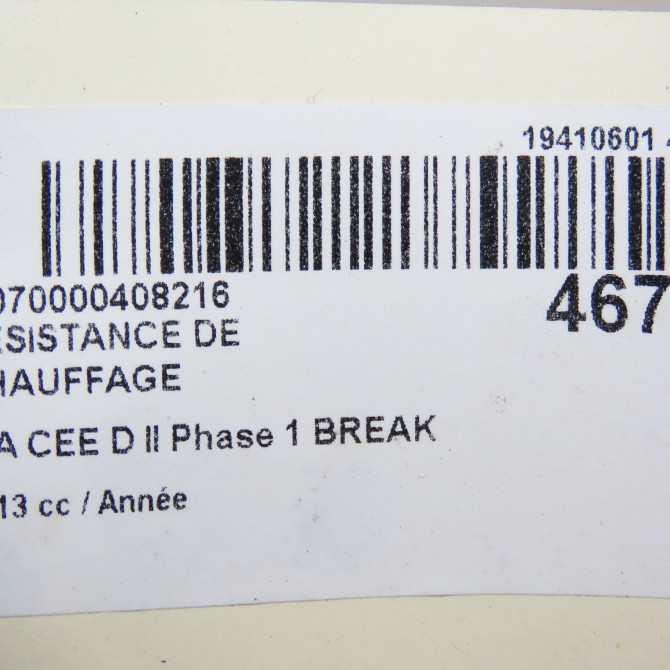 19410601
070000408216
467
ESISTANCE DE
HAUFFAGE
A CEE D II Phase 1 BREAK
13 cc / Année